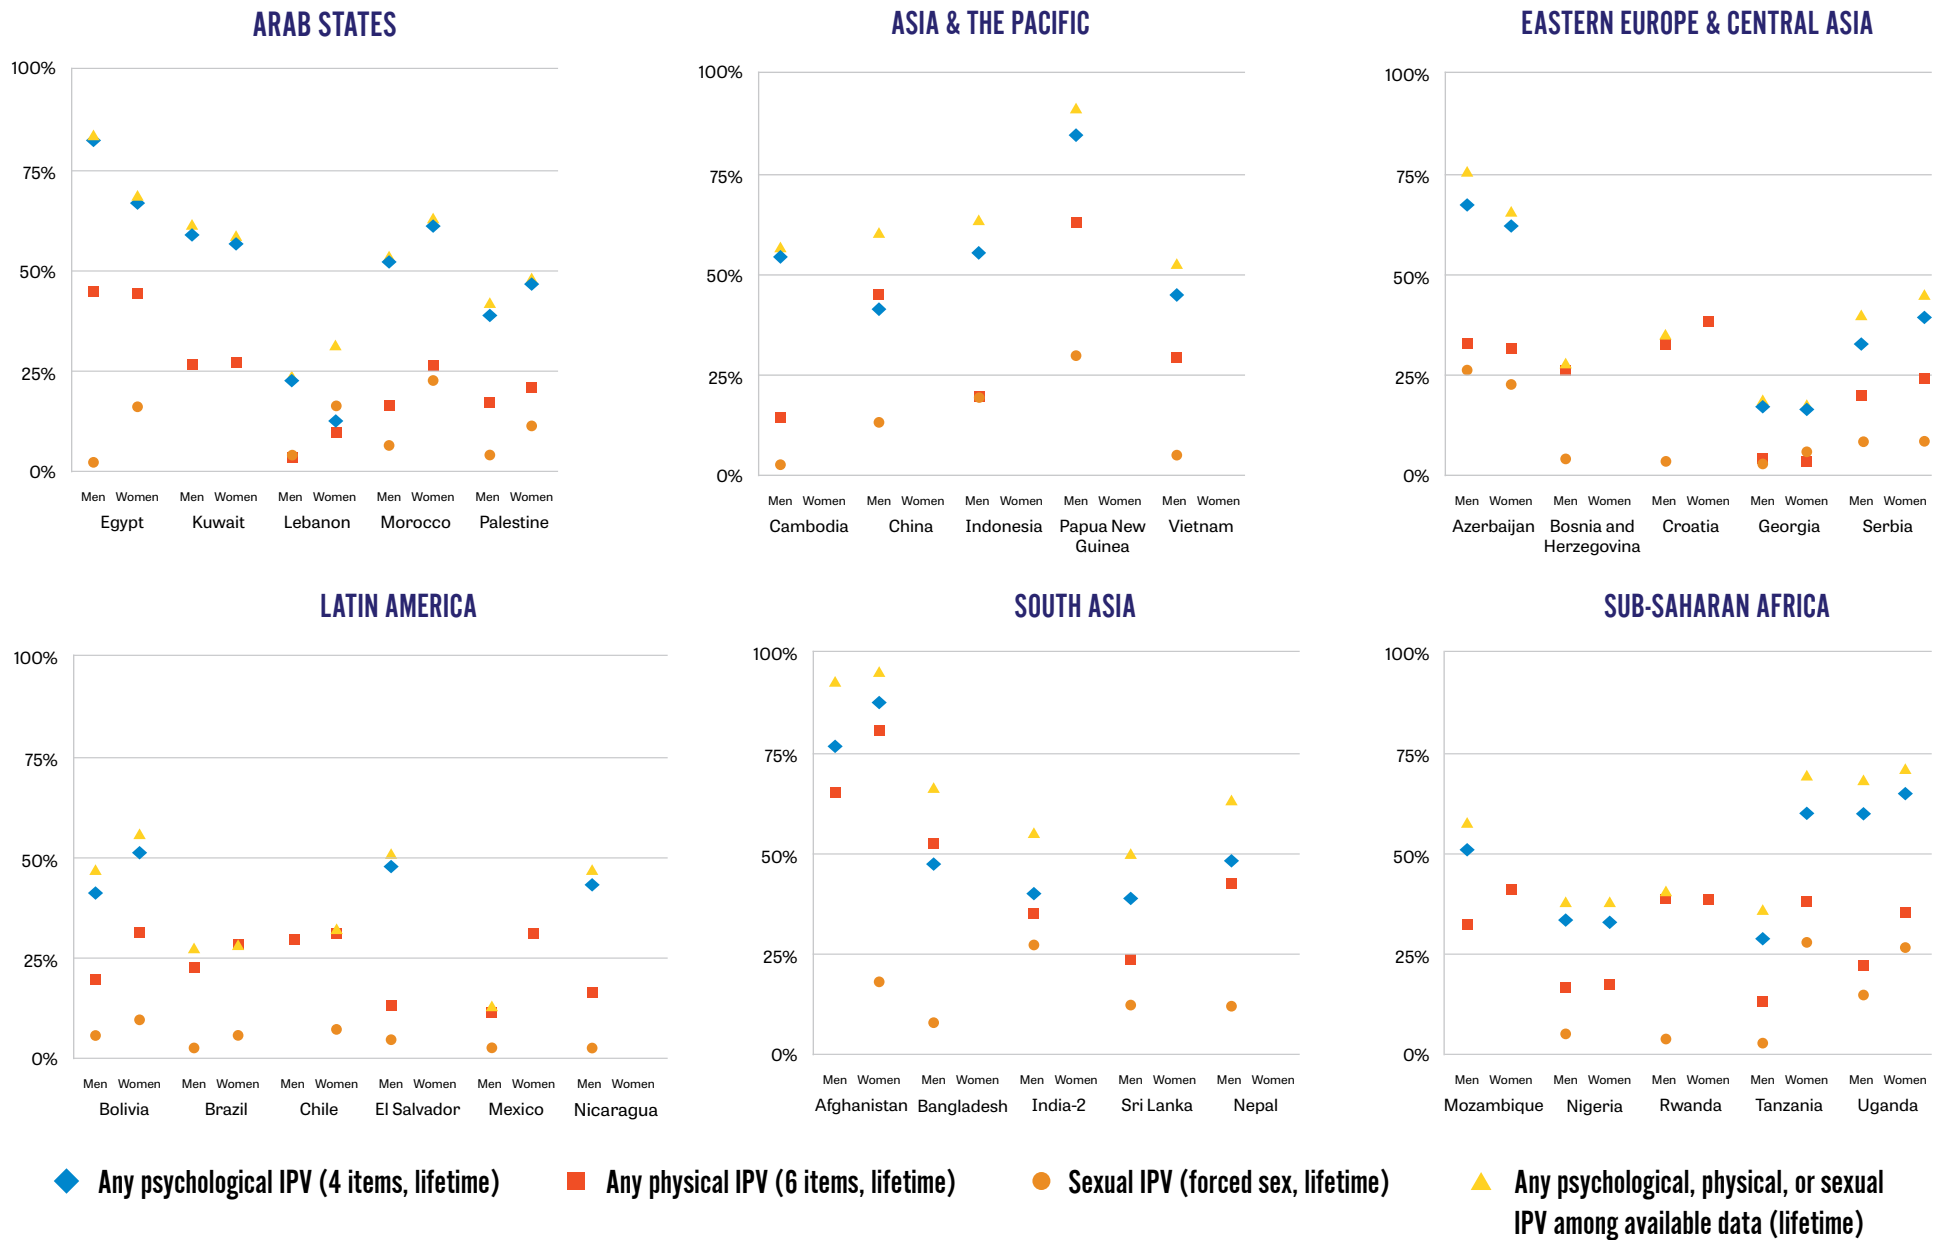 ARAB STATES
100%
75%
50%
25%
0%
Men Women Men Women Men Women Men Women Men Women
Egypt Kuwait Lebanon Morocco Palestine
ASIA & THE PACIFIC
100%
75%
50%
25%
0%
Men Women Men Women Men Women Men Women Men Women
Cambodia China Indonesia Papua New Vietnam
Guinea
EASTERN EUROPE & CENTRAL ASIA
100%
75%
50%
25%
0%
Men Women Men Women Men Women Men Women Men Women
Azerbaijan Bosnia and Croatia Georgia Serbia
Herzegovina
LATIN AMERICA
100%
75%
50%
25%
0%
Men Women Men Women Men Women Men Women Men Women Men Women
Bolivia Brazil Chile El Salvador Mexico Nicaragua
SOUTH ASIA
100%
75%
50%
25%
0%
Men Women Men Women Men Women Men Women Men Women
Afghanistan Bangladesh India-2 Sri Lanka Nepal
SUB-SAHARAN AFRICA
100%
75%
50%
25%
0%
Men Women Men Women Men Women Men Women Men Women
Mozambique Nigeria Rwanda Tanzania Uganda
Any psychological IPV (4 items, lifetime)
Any physical IPV (6 items, lifetime)
Sexual IPV (forced sex, lifetime)
Any psychological, physical, or sexual
IPV among available data (lifetime)